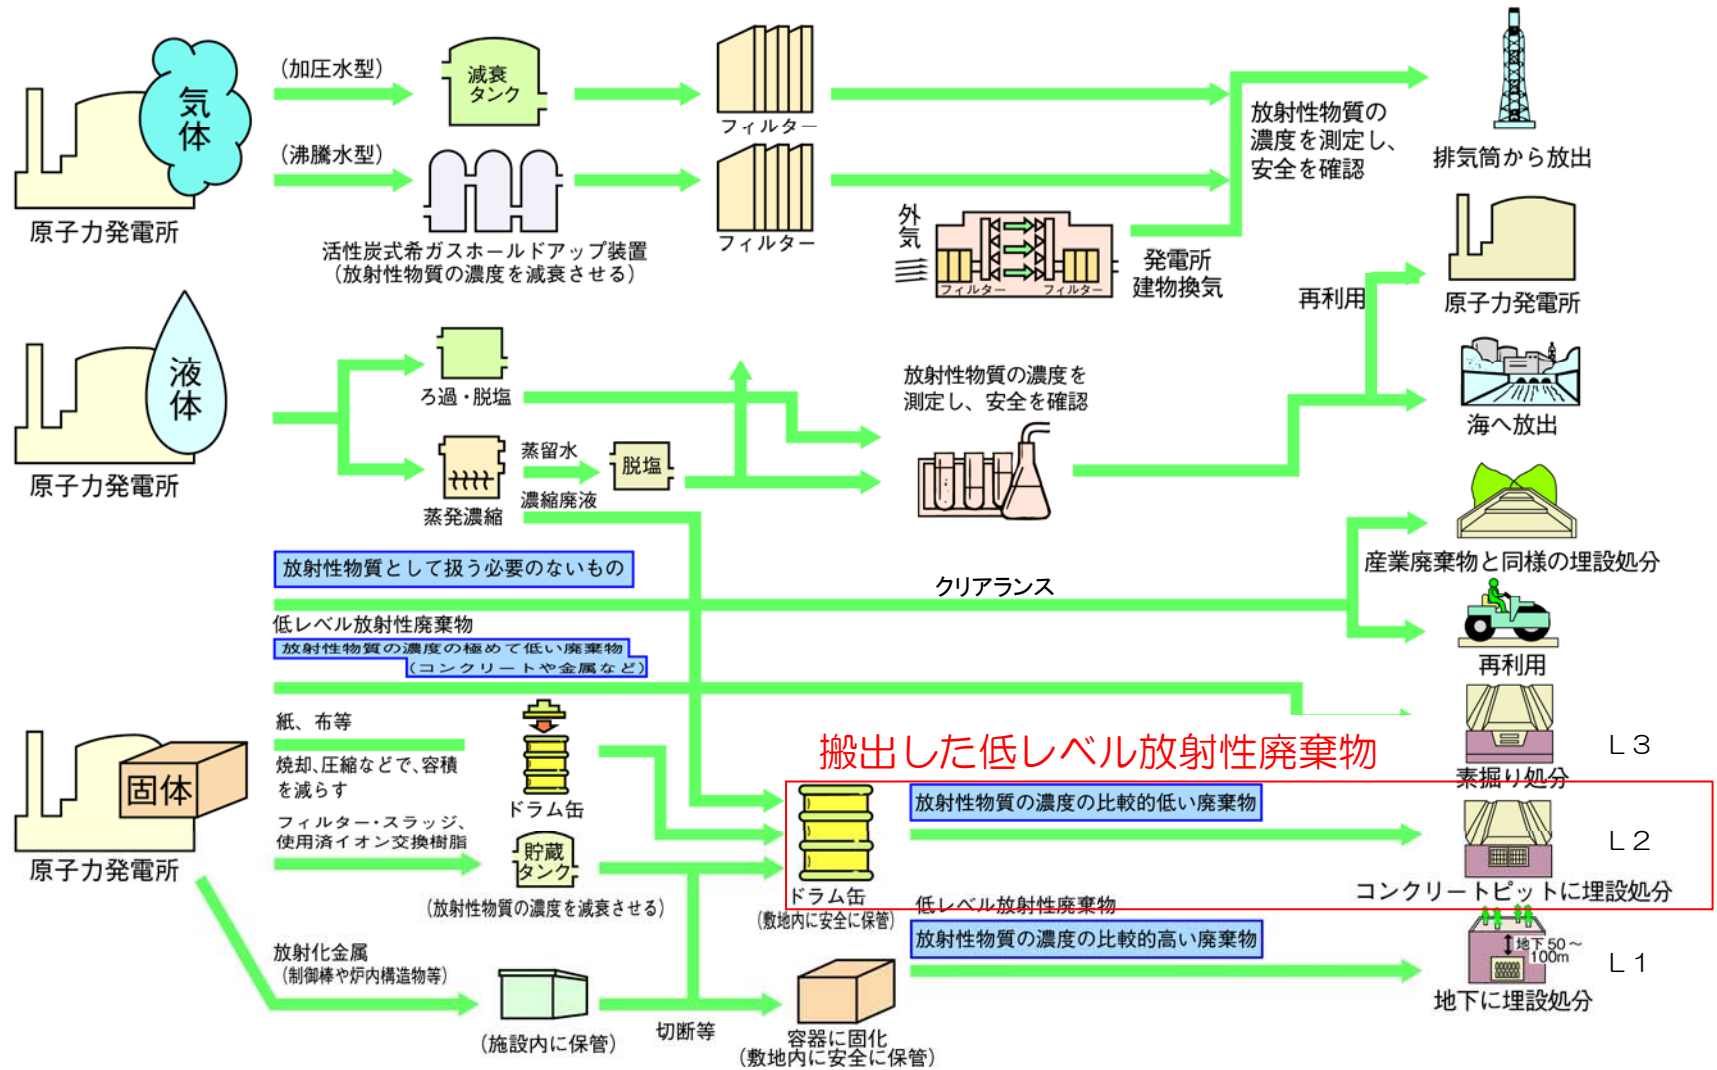 気
体
原子力発電所
(加圧水型)
減衰
タンク
フィルター
(沸騰水型)
活性炭式希ガスホールドアップ装置
(放射性物質の濃度を減衰させる)
フィルター
外
気
フィルター
フィルター
発電所
建物換気
放射性物質の
濃度を測定し、
安全を確認
排気筒から放出
液
体
原子力発電所
ろ過・脱塩
蒸発濃縮
蒸留水
濃縮廃液
脱塩
放射性物質の濃度を
測定し、安全を確認
再利用
原子力発電所
海へ放出
放射性物質として扱う必要のないもの
クリアランス
産業廃棄物と同様の埋設処分
再利用
低レベル放射性廃棄物
放射性物質の濃度の極めて低い廃棄物
(コンクリートや金属など)
素掘り処分
L3
固体
原子力発電所
紙、布等
焼却、圧縮などで、容積
を減らす
ドラム缶
フィルター・スラッジ、
使用済イオン交換樹脂
貯蔵
タンク
(放射性物質の濃度を減衰させる)
搬出した低レベル放射性廃棄物
ドラム缶
(敷地内に安全に保管)
放射性物質の濃度の比較的低い廃棄物
コンクリートピットに埋設処分
L2
放射化金属
(制御棒や炉内構造物等)
(施設内に保管)
切断等
容器に固化
(敷地内に安全に保管)
低レベル放射性廃棄物
放射性物質の濃度の比較的高い廃棄物
地下50～
100m
地下に埋設処分
L1